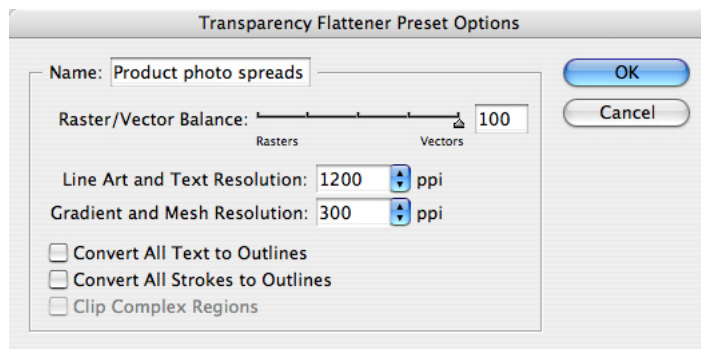 Transparency Flattener Preset Options
Name: Product photo spreads
OK
Raster/Vector Balance: 100
Cancel
Rasters Vectors
Line Art and Text Resolution: 1200 ppi
Gradient and Mesh Resolution: 300 ppi
Convert All Text to Outlines
Convert All Strokes to Outlines
Clip Complex Regions